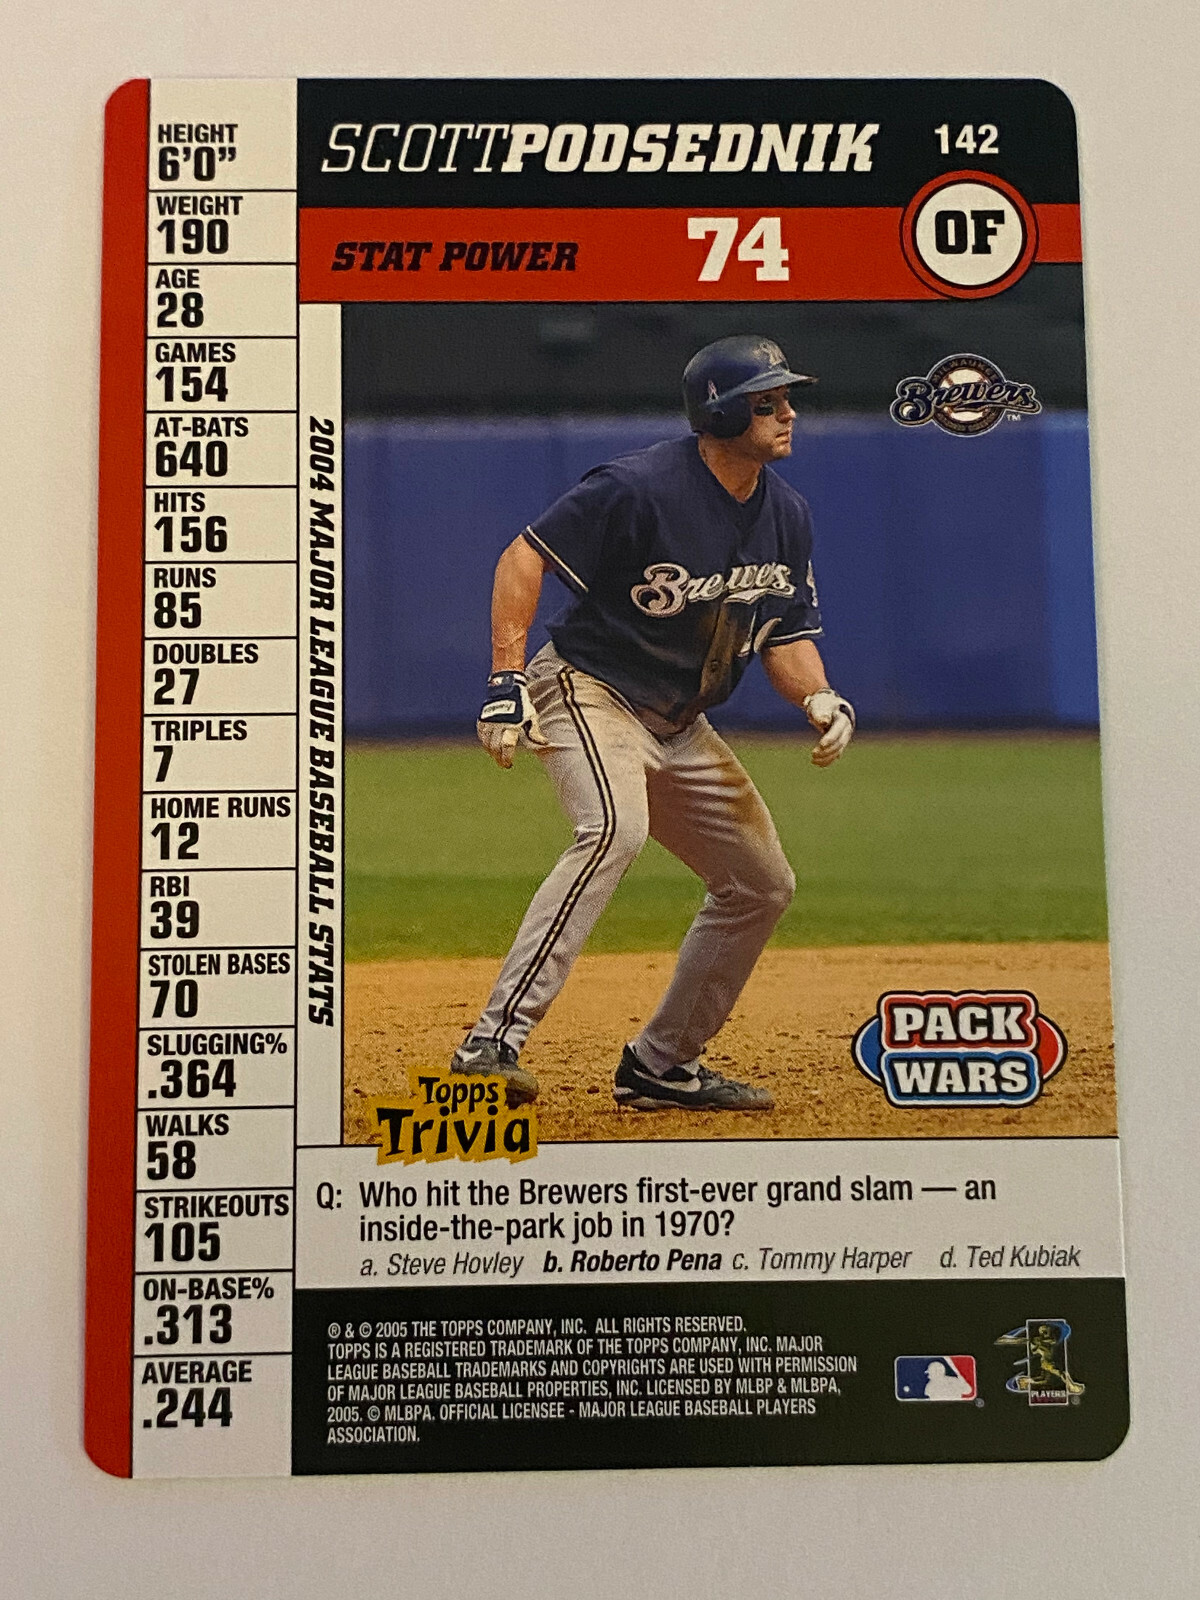 HEIGHT
6'0"
WEIGHT
190
AGE
28
GAMES
154
AT-BATS
640
HITS
156
RUNS
85
DOUBLES
27
TRIPLES
7
HOME RUNS
12
RBI
39
STOLEN BASES
70
SLUGGING%
.364
WALKS
58
STRIKEOUTS
105
ON-BASE%
.313
AVERAGE
.244
2004 MAJOR LEAGUE BASEBALL STATS
SCOTTPODSEDNIK 142
STAT POWER 74 OF
MILWAUKEE
Brewers™
Brewers
PACK
WARS
Topps
Trivia
Q: Who hit the Brewers first-ever grand slam — an
inside-the-park job in 1970?
a. Steve Hovley b. Roberto Pena c. Tommy Harper d. Ted Kubiak
® & © 2005 THE TOPPS COMPANY, INC. ALL RIGHTS RESERVED.
TOPPS IS A REGISTERED TRADEMARK OF THE TOPPS COMPANY, INC. MAJOR
LEAGUE BASEBALL TRADEMARKS AND COPYRIGHTS ARE USED WITH PERMISSION
OF MAJOR LEAGUE BASEBALL PROPERTIES, INC. LICENSED BY MLBP & MLBPA,
2005. © MLBPA. OFFICIAL LICENSEE - MAJOR LEAGUE BASEBALL PLAYERS
ASSOCIATION.
®
PLAYERS
®